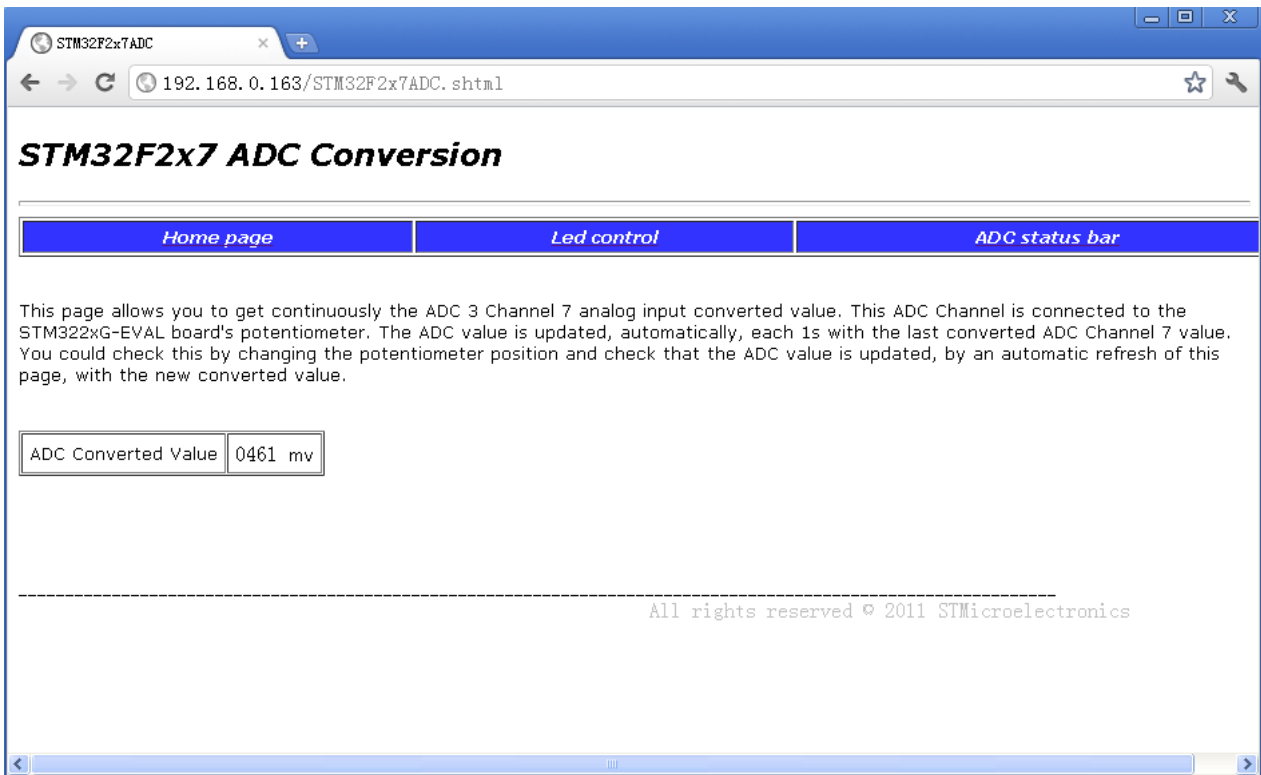 STM32F2x7ADC
192.168.0.163/STM32F2x7ADC.shtml
STM32F2x7 ADC Conversion
Home page Led control ADC status bar
This page allows you to get continuously the ADC 3 Channel 7 analog input converted value. This ADC Channel is connected to the
STM322xG-EVAL board's potentiometer. The ADC value is updated, automatically, each 1s with the last converted ADC Channel 7 value.
You could check this by changing the potentiometer position and check that the ADC value is updated, by an automatic refresh of this
page, with the new converted value.
ADC Converted Value 0461 mv
All rights reserved © 2011 STMicroelectronics